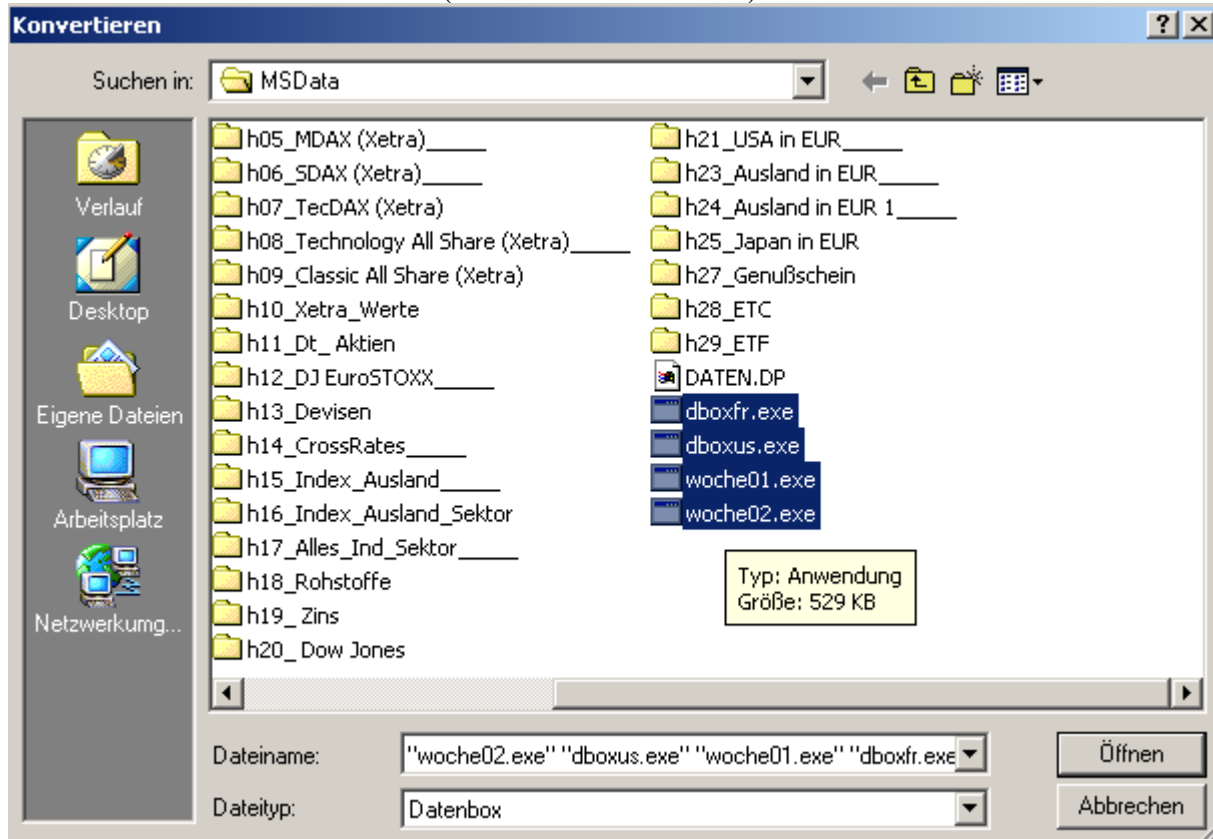 Konvertieren
Suchen in:
MSData
Verlauf
Desktop
Eigene Dateien
Arbeitsplatz
Netzwerkumg...
h05_MDAX (Xetra)_____
h06_SDAX (Xetra)_____
h07_TecDAX (Xetra)
h08_Technology All Share (Xetra)_____
h09_Classic All Share (Xetra)
h10_Xetra_Werte
h11_Dt_ Aktien
h12_DJ EuroSTOXX_____
h13_Devisen
h14_CrossRates_____
h15_Index_Ausland_____
h16_Index_Ausland_Sektor
h17_Alles_Ind_Sektor_____
h18_Rohstoffe
h19_ Zins
h20_ Dow Jones
h21_USA in EUR_____
h23_Ausland in EUR_____
h24_Ausland in EUR 1_____
h25_Japan in EUR
h27_Genußschein
h28_ETC
h29_ETF
DATEN.DP
dboxfr.exe
dboxus.exe
woche01.exe
woche02.exe
Typ: Anwendung
Größe: 529 KB
Dateiname:
"woche02.exe" "dboxus.exe" "woche01.exe" "dboxfr.exe
Öffnen
Dateityp:
Datenbox
Abbrechen